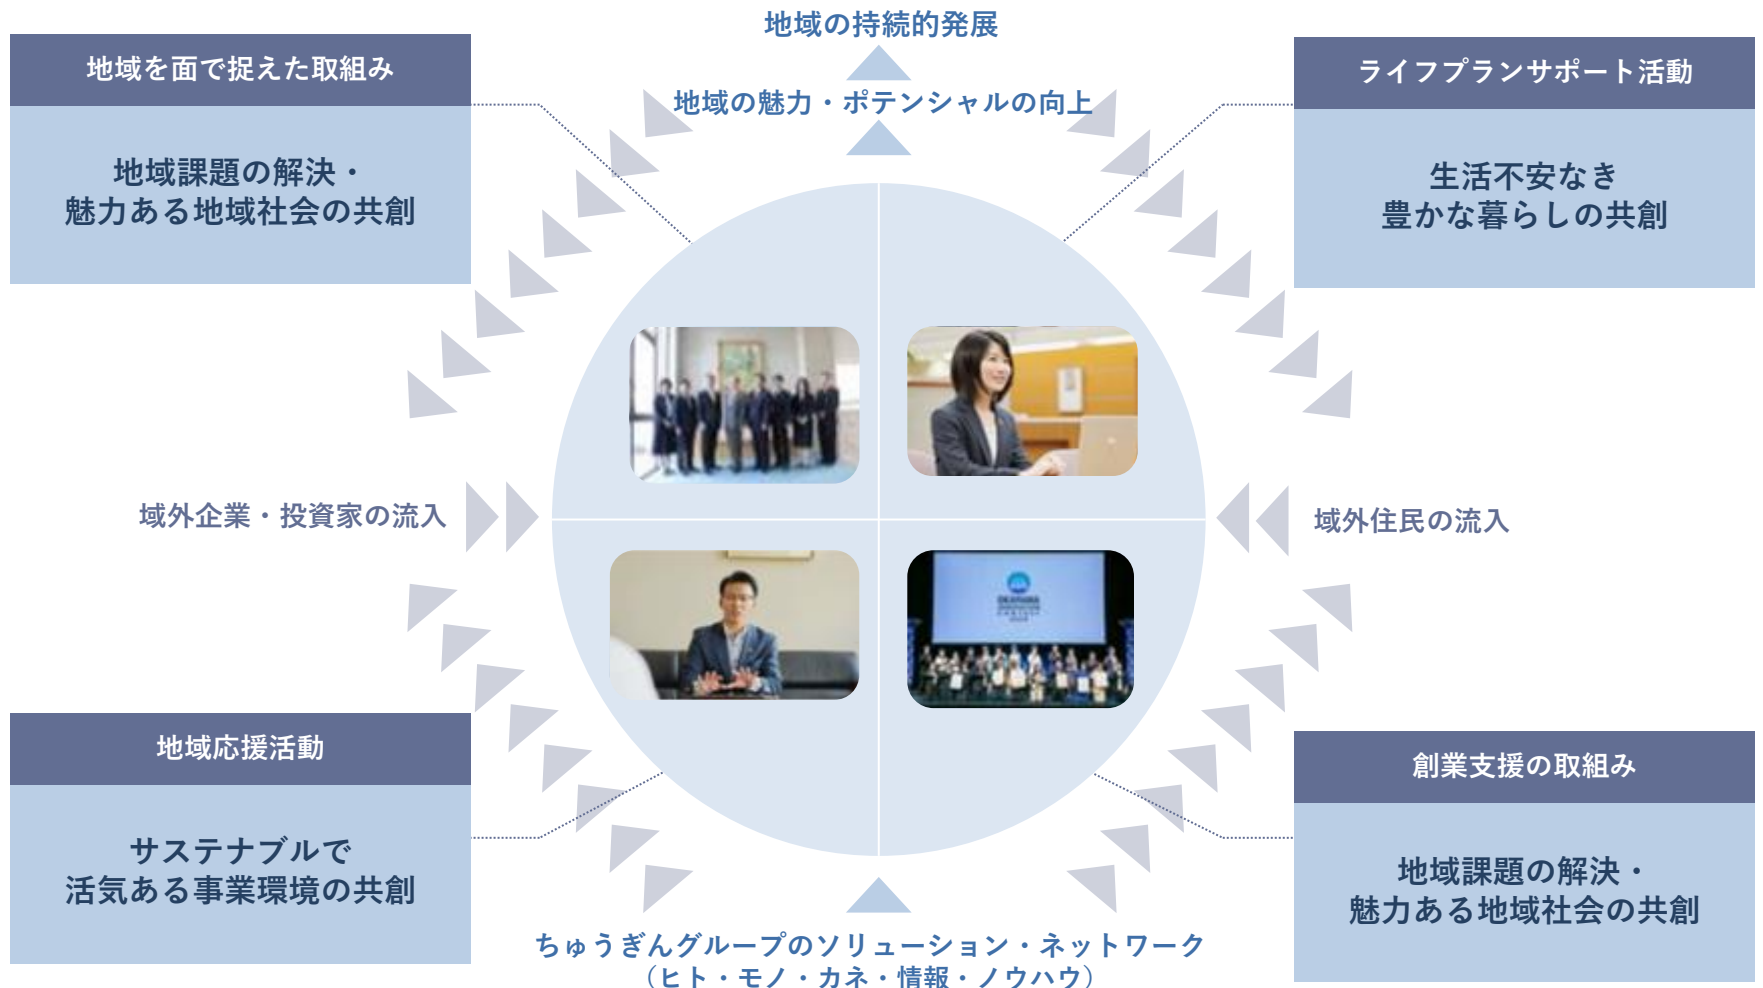 地域の持続的発展
地域の魅力・ポテンシャルの向上
地域を面で捉えた取組み
地域課題の解決・
魅力ある地域社会の共創
ライフプランサポート活動
生活不安なき
豊かな暮らしの共創
域外企業・投資家の流入
域外住民の流入
地域応援活動
サステナブルで
活気ある事業環境の共創
創業支援の取組み
地域課題の解決・
魅力ある地域社会の共創
ちゅうぎんグループのソリューション・ネットワーク
（ヒト・モノ・カネ・情報・ノウハウ）